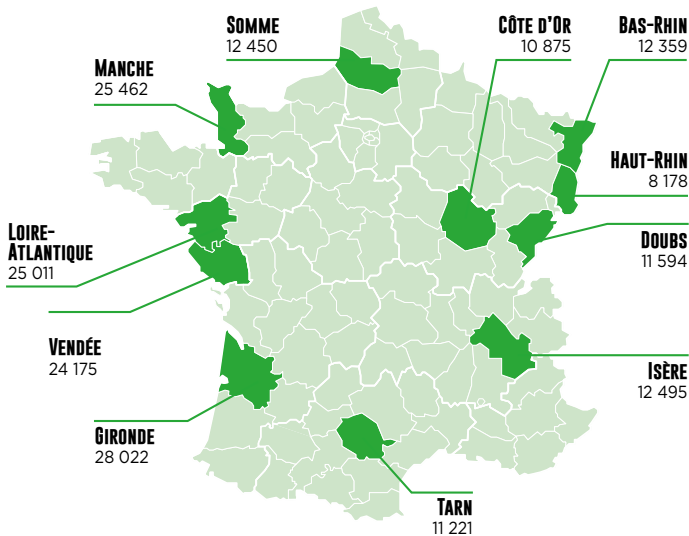 SOMME
12 450
CÔTE D'OR
10 875
BAS-RHIN
12 359
MANCHE
25 462
HAUT-RHIN
8 178
LOIRE-
ATLANTIQUE
25 011
DOUBS
11 594
VENDÉE
24 175
ISÈRE
12 495
GIRONDE
28 022
TARN
11 221